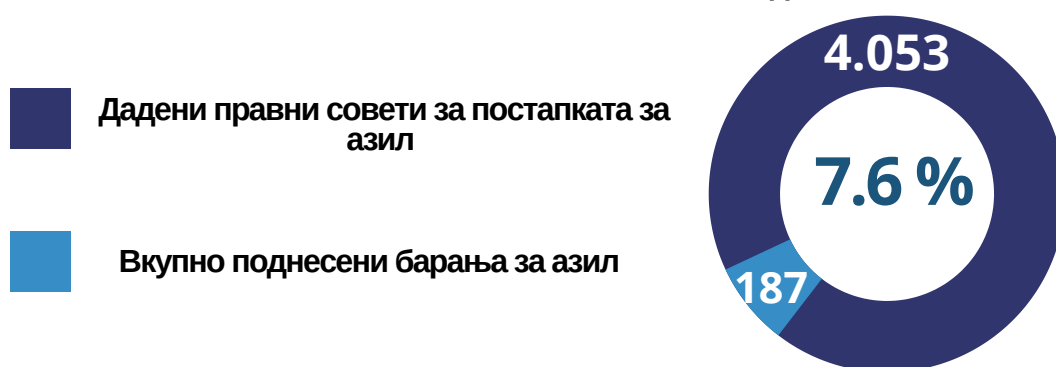 4.053
Дадени правни совети за постапката за
азил
7.6 %
Вкупно поднесени барања за азил
187